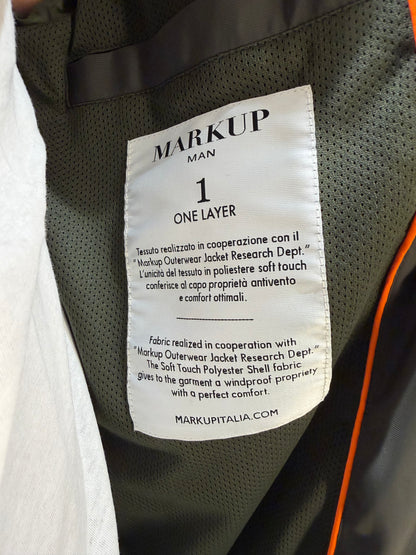 MARKUP
MAN
1
ONE LAYER
Tessuto realizzato in cooperazione con il
"Markup Outerwear Jacket Research Dept."
L'unicità del tessuto in poliestere soft touch
conferisce al capo proprietà antivento
e comfort ottimali.
Fabric realized in cooperation with
"Markup Outerwear Jacket Research Dept."
The Soft Touch Polyester Shell fabric
gives to the garment a windproof propriety
with a perfect comfort.
MARKUPITALIA.COM